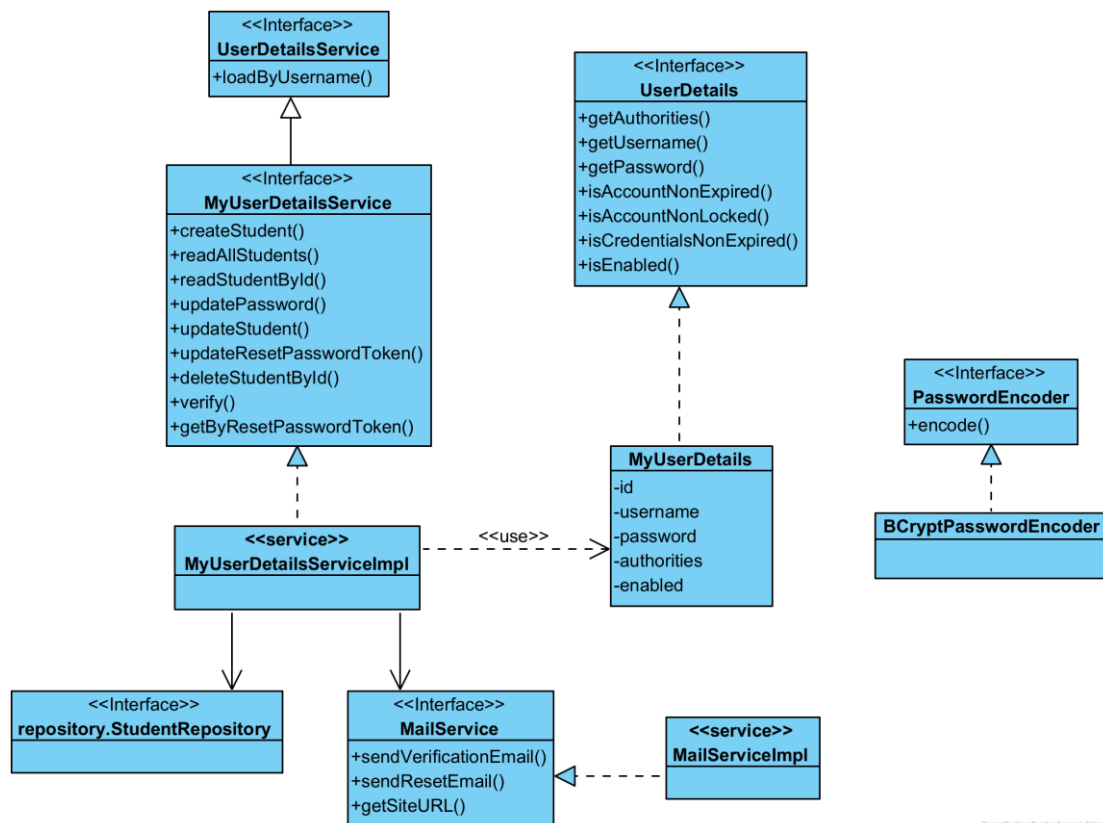 <<Interface>>
UserDetailsService
+loadByUsername()
<<Interface>>
UserDetails
+getAuthorities()
+getUsername()
+getPassword()
+isAccountNonExpired()
+isAccountNonLocked()
+isCredentialsNonExpired()
+isEnabled()
<<Interface>>
MyUserDetailsService
+createStudent()
+readAllStudents()
+readStudentById()
+updatePassword()
+updateStudent()
+updateResetPasswordToken()
+deleteStudentById()
+verify()
+getByResetPasswordToken()
<<Interface>>
PasswordEncoder
+encode()
MyUserDetails
-id
-username
-password
-authorities
-enabled
BCryptPasswordEncoder
<<service>>
MyUserDetailsServiceImpl
<<use>>
<<Interface>>
repository.StudentRepository
<<Interface>>
MailService
+sendVerificationEmail()
+sendResetEmail()
+getSiteURL()
<<service>>
MailServiceImpl